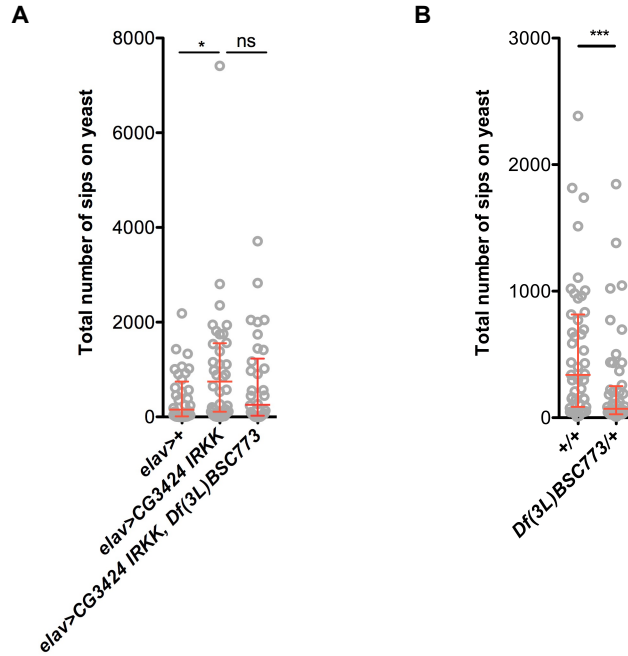 A
Total number of sips on yeast
8000
6000
4000
2000
0
*
ns
elav>+
elav>CG3424 IRKK
elav>CG3424 IRKK, Df(3L)BSC773
B
Total number of sips on yeast
3000
2000
1000
0
***
+/+
Df(3L)BSC773/+